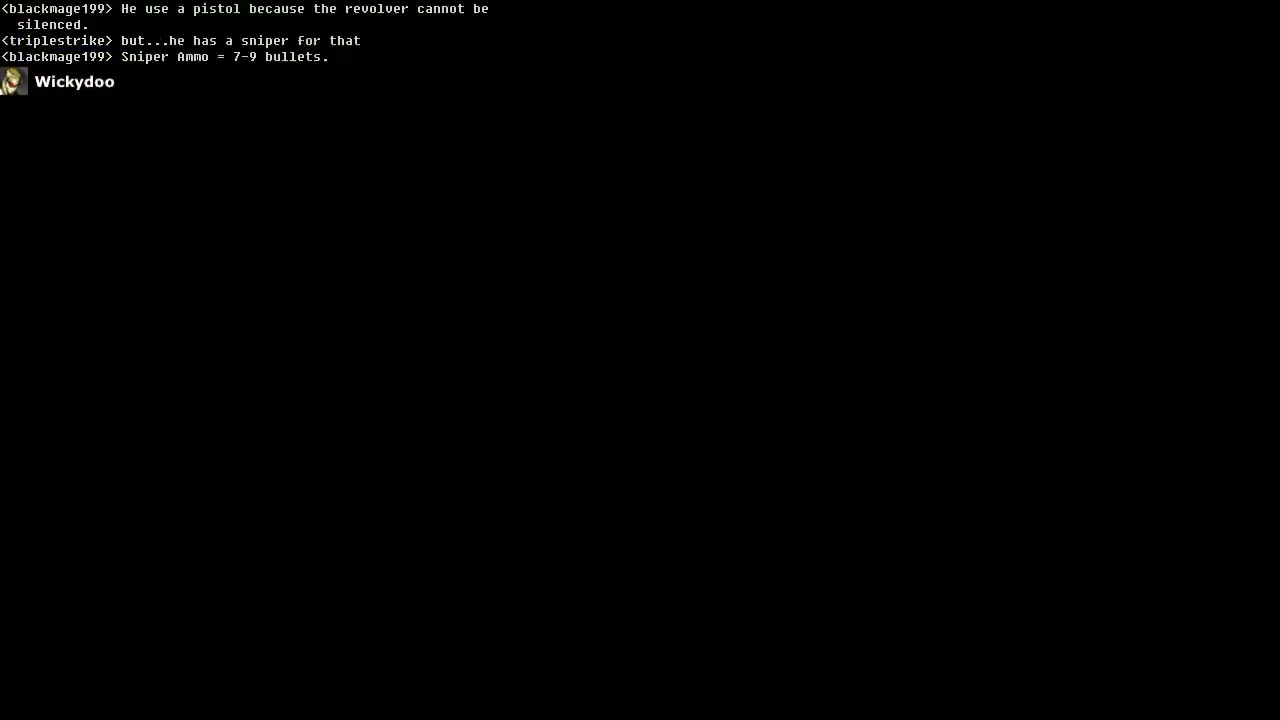 <blackmage199> He use a pistol because the revolver cannot be
silenced.
<triplestrike> but...he has a sniper for that
<blackmage199> Sniper Ammo = 7-9 bullets.
Wickydoo